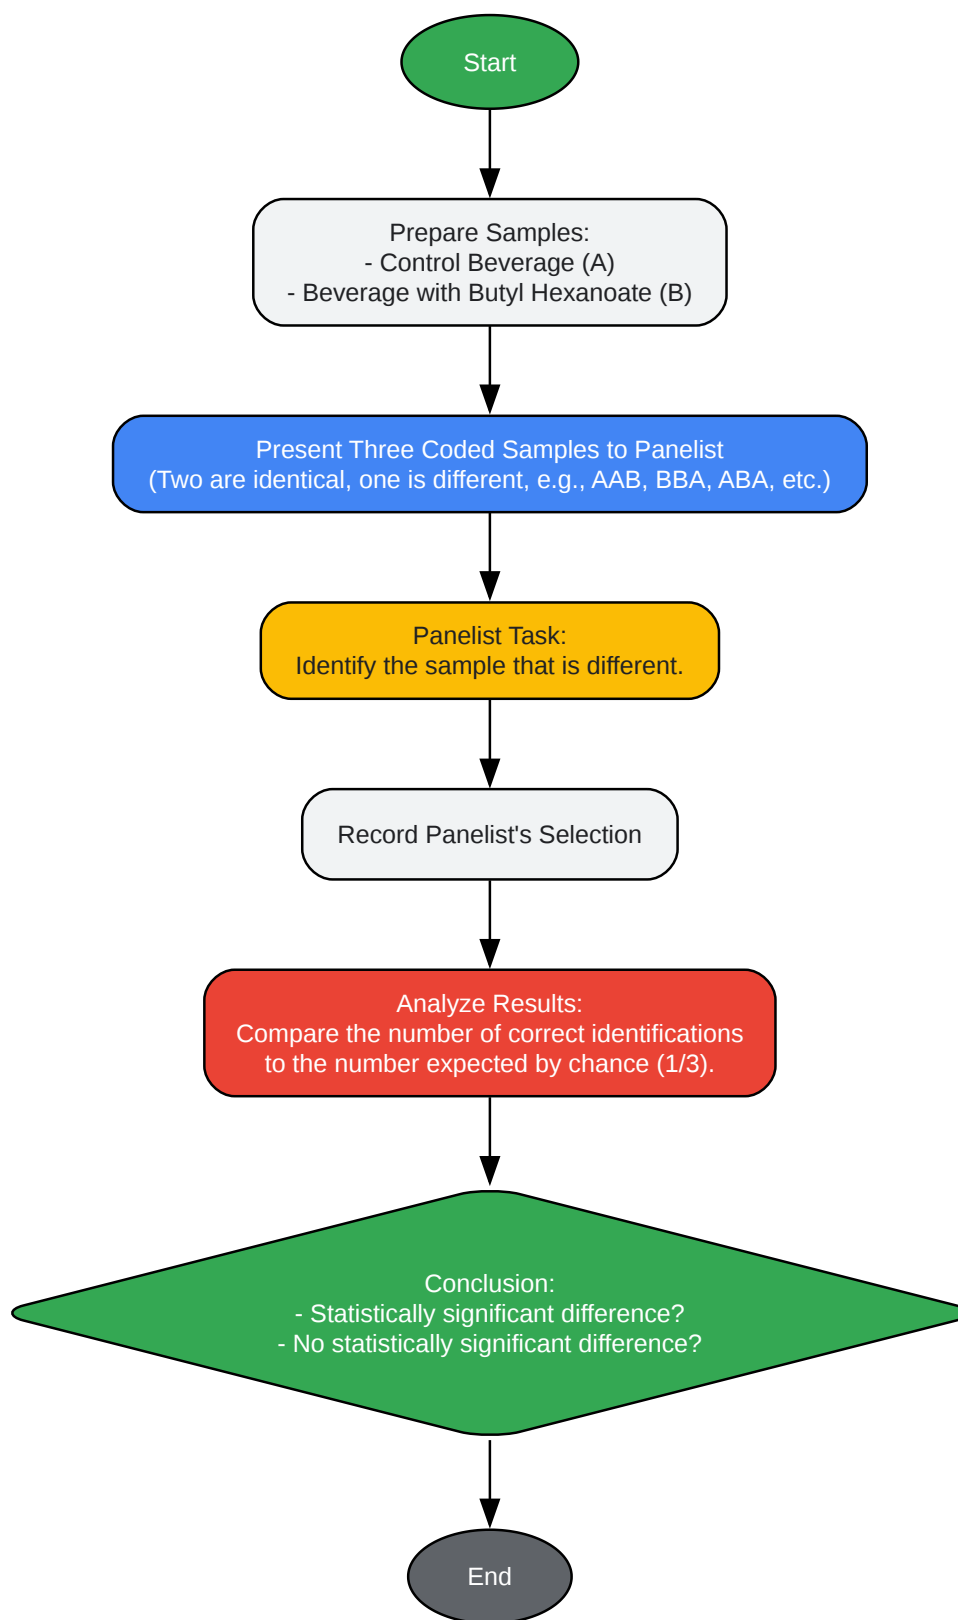 Start
Prepare Samples:
- Control Beverage (A)
- Beverage with Butyl Hexanoate (B)
Present Three Coded Samples to Panelist
(Two are identical, one is different, e.g., AAB, BBA, ABA, etc.)
Panelist Task:
Identify the sample that is different.
Record Panelist's Selection
Analyze Results:
Compare the number of correct identifications
to the number expected by chance (1/3).
Conclusion:
- Statistically significant difference?
- No statistically significant difference?
End